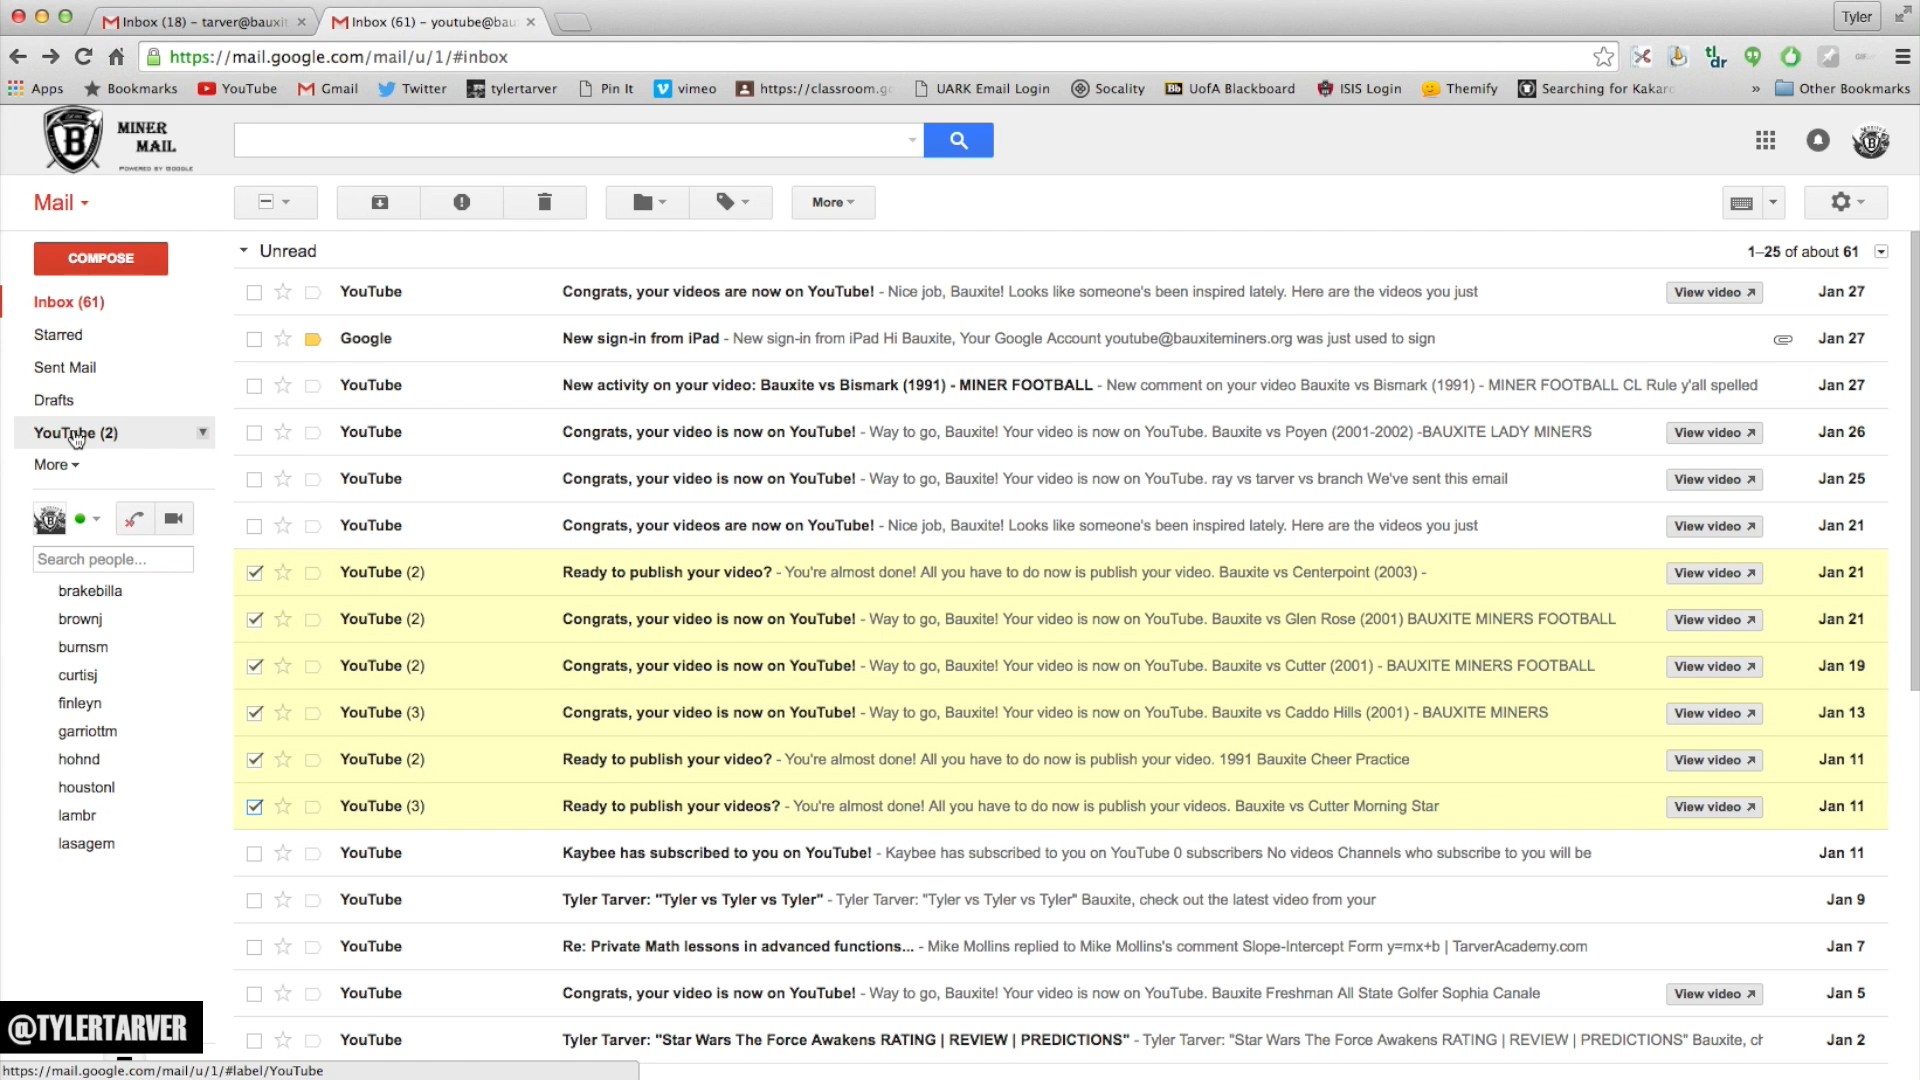 Inbox (18) - tarver@bauxit
Inbox (61) - youtube@bau
Tyler
https://mail.google.com/mail/u/1/#inbox
tl;dr
Apps
Bookmarks
YouTube
Gmail
Twitter
tylertarver
Pin It
vimeo
https://classroom.g
UARK Email Login
Socality
UofA Blackboard
ISIS Login
Themify
Searching for Kakar
»
Other Bookmarks
MINER
MAIL
POWERED BY GOOGLE
Mail
More
COMPOSE
Inbox (61)
Starred
Sent Mail
Drafts
YouTube (2)
More
Search people...
brakebilla
brownj
burnsm
curtisj
finleyn
garriottm
hohnd
houstonl
lambr
lasagem
Unread
1–25 of about 61
YouTube Congrats, your videos are now on YouTube! - Nice job, Bauxite! Looks like someone's been inspired lately. Here are the videos you just View video Jan 27
Google New sign-in from iPad - New sign-in from iPad Hi Bauxite, Your Google Account youtube@bauxiteminers.org was just used to sign Jan 27
YouTube New activity on your video: Bauxite vs Bismark (1991) - MINER FOOTBALL - New comment on your video Bauxite vs Bismark (1991) - MINER FOOTBALL CL Rule y'all spelled Jan 27
YouTube Congrats, your video is now on YouTube! - Way to go, Bauxite! Your video is now on YouTube. Bauxite vs Poyen (2001-2002) -BAUXITE LADY MINERS View video Jan 26
YouTube Congrats, your video is now on YouTube! - Way to go, Bauxite! Your video is now on YouTube. ray vs tarver vs branch We've sent this email View video Jan 25
YouTube Congrats, your videos are now on YouTube! - Nice job, Bauxite! Looks like someone's been inspired lately. Here are the videos you just View video Jan 21
YouTube (2) Ready to publish your video? - You're almost done! All you have to do now is publish your video. Bauxite vs Centerpoint (2003) - View video Jan 21
YouTube (2) Congrats, your video is now on YouTube! - Way to go, Bauxite! Your video is now on YouTube. Bauxite vs Glen Rose (2001) BAUXITE MINERS FOOTBALL View video Jan 21
YouTube (2) Congrats, your video is now on YouTube! - Way to go, Bauxite! Your video is now on YouTube. Bauxite vs Cutter (2001) - BAUXITE MINERS FOOTBALL View video Jan 19
YouTube (3) Congrats, your video is now on YouTube! - Way to go, Bauxite! Your video is now on YouTube. Bauxite vs Caddo Hills (2001) - BAUXITE MINERS View video Jan 13
YouTube (2) Ready to publish your video? - You're almost done! All you have to do now is publish your video. 1991 Bauxite Cheer Practice View video Jan 11
YouTube (3) Ready to publish your videos? - You're almost done! All you have to do now is publish your videos. Bauxite vs Cutter Morning Star View video Jan 11
YouTube Kaybee has subscribed to you on YouTube! - Kaybee has subscribed to you on YouTube 0 subscribers No videos Channels who subscribe to you will be Jan 11
YouTube Tyler Tarver: "Tyler vs Tyler vs Tyler" - Tyler Tarver: "Tyler vs Tyler vs Tyler" Bauxite, check out the latest video from your Jan 9
YouTube Re: Private Math lessons in advanced functions... - Mike Mollins replied to Mike Mollins's comment Slope-Intercept Form y=mx+b | TarverAcademy.com Jan 7
YouTube Congrats, your video is now on YouTube! - Way to go, Bauxite! Your video is now on YouTube. Bauxite Freshman All State Golfer Sophia Canale View video Jan 5
YouTube Tyler Tarver: "Star Wars The Force Awakens RATING | REVIEW | PREDICTIONS" - Tyler Tarver: "Star Wars The Force Awakens RATING | REVIEW | PREDICTIONS" Bauxite, ch Jan 2
@TYLERTARVER
https://mail.google.com/mail/u/1/#label/YouTube